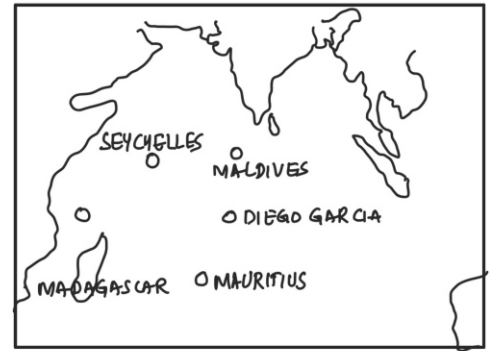 SEYCHELLES
MALDIVES
DIEGO GARCIA
MADAGASCAR
MAURITIUS